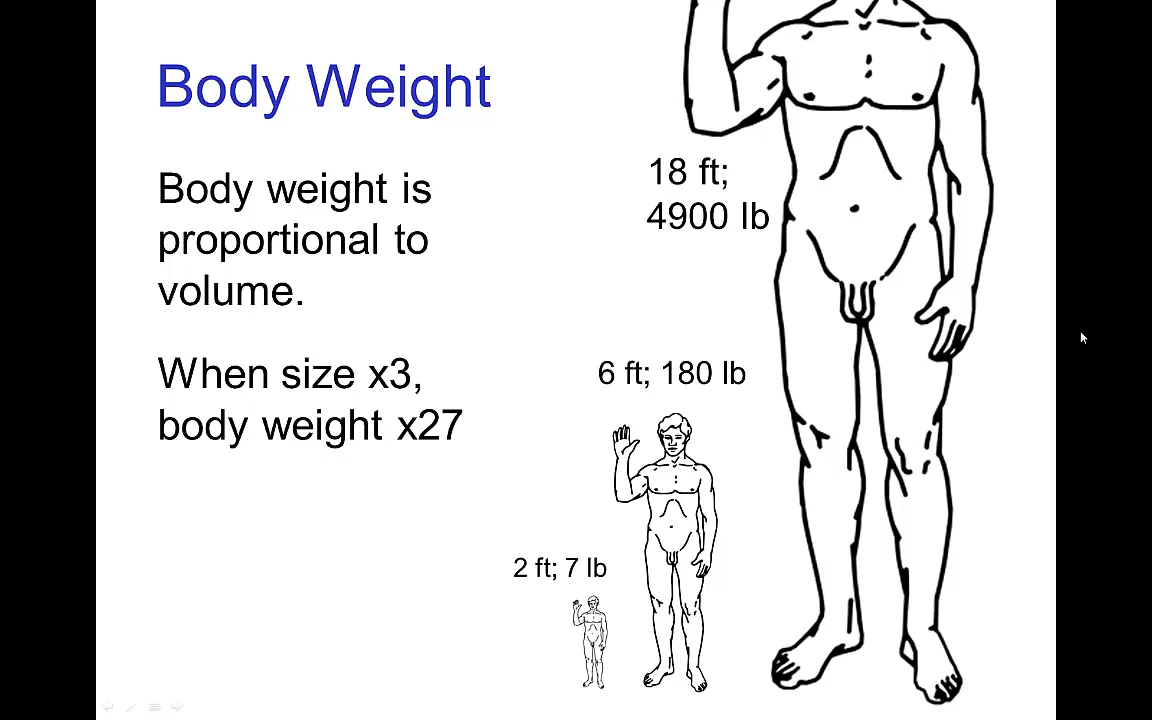 Body Weight
Body weight is
proportional to
volume.
When size x3,
body weight x27
18 ft;
4900 lb
6 ft; 180 lb
2 ft; 7 lb